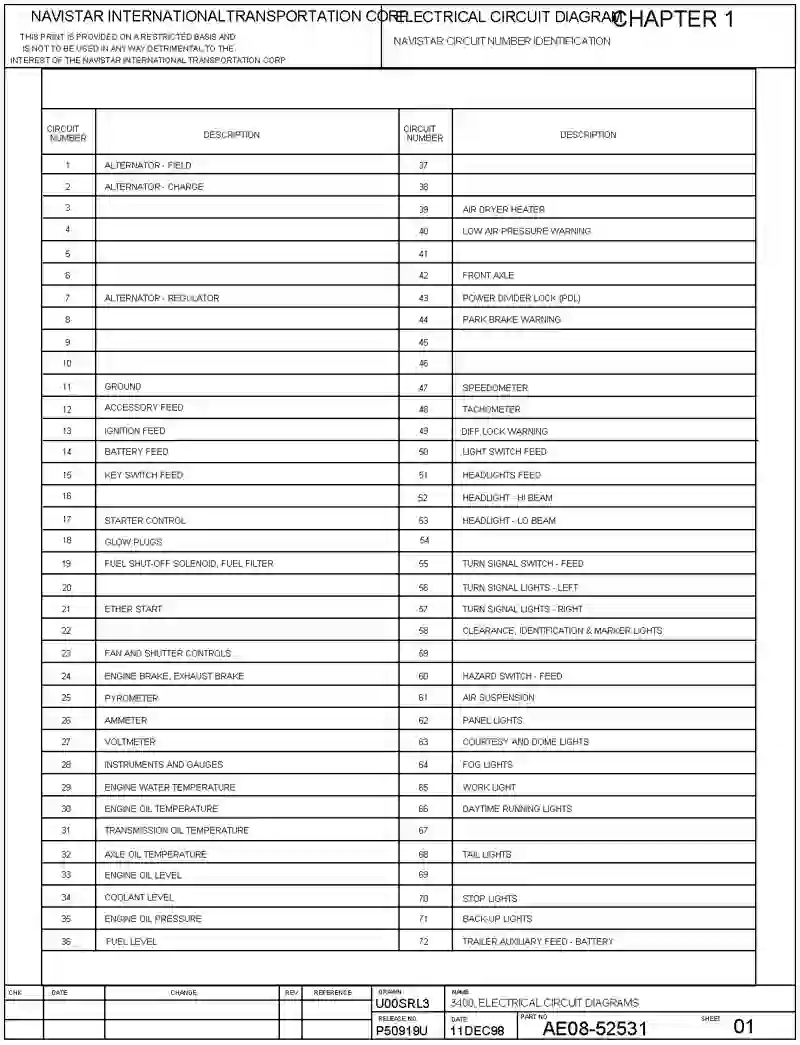 NAVISTAR INTERNATIONAL TRANSPORTATION CORP.
THIS PRINT IS PROVIDED ON A RESTRICTED BASIS AND
IS NOT TO BE USED IN ANY WAY DETRIMENTAL TO THE
INTEREST OF THE NAVISTAR INTERNATIONAL TRANSPORTATION CORP
ELECTRICAL CIRCUIT DIAGRAM
NAVISTAR CIRCUIT NUMBER IDENTIFICATION
CHAPTER 1
CIRCUIT NUMBER DESCRIPTION
1 ALTERNATOR - FIELD
2 ALTERNATOR - CHARGE
3
4
5
6
7 ALTERNATOR - REGULATOR
8
9
10
11 GROUND
12 ACCESSORY FEED
13 IGNITION FEED
14 BATTERY FEED
15 KEY SWITCH FEED
16
17 STARTER CONTROL
18 GLOW PLUGS
19 FUEL SHUT-OFF SOLENOID, FUEL FILTER
20
21 ETHER START
22
23 FAN AND SHUTTER CONTROLS
24 ENGINE BRAKE, EXHAUST BRAKE
25 PYROMETER
26 AMMETER
27 VOLTMETER
28 INSTRUMENTS AND GAUGES
29 ENGINE WATER TEMPERATURE
30 ENGINE OIL TEMPERATURE
31 TRANSMISSION OIL TEMPERATURE
32 AXLE OIL TEMPERATURE
33 ENGINE OIL LEVEL
34 COOLANT LEVEL
35 ENGINE OIL PRESSURE
36 FUEL LEVEL
CIRCUIT NUMBER DESCRIPTION
37
38
39 AIR DRYER HEATER
40 LOW AIR PRESSURE WARNING
41
42 FRONT AXLE
43 POWER DIVIDER LOCK (PDL)
44 PARK BRAKE WARNING
45
46
47 SPEEDOMETER
48 TACHOMETER
49 DIFF LOCK WARNING
50 LIGHT SWITCH FEED
51 HEADLIGHTS FEED
52 HEADLIGHT - HI BEAM
53 HEADLIGHT - LO BEAM
54
55 TURN SIGNAL SWITCH - FEED
56 TURN SIGNAL LIGHTS - LEFT
57 TURN SIGNAL LIGHTS - RIGHT
58 CLEARANCE, IDENTIFICATION & MARKER LIGHTS
59
60 HAZARD SWITCH - FEED
61 AIR SUSPENSION
62 PANEL LIGHTS
63 COURTESY AND DOME LIGHTS
64 FOG LIGHTS
65 WORK LIGHT
66 DAYTIME RUNNING LIGHTS
67
68 TAIL LIGHTS
69
70 STOP LIGHTS
71 BACK-UP LIGHTS
72 TRAILER AUXILIARY FEED - BATTERY
CHK DATE CHANGE REV REFERENCE
DRAWN
U00SRL3
NAME
3400, ELECTRICAL CIRCUIT DIAGRAMS
RELEASE NO.
P50919U
DATE
11DEC98
PART NO
AE08-52531
SHEET
01